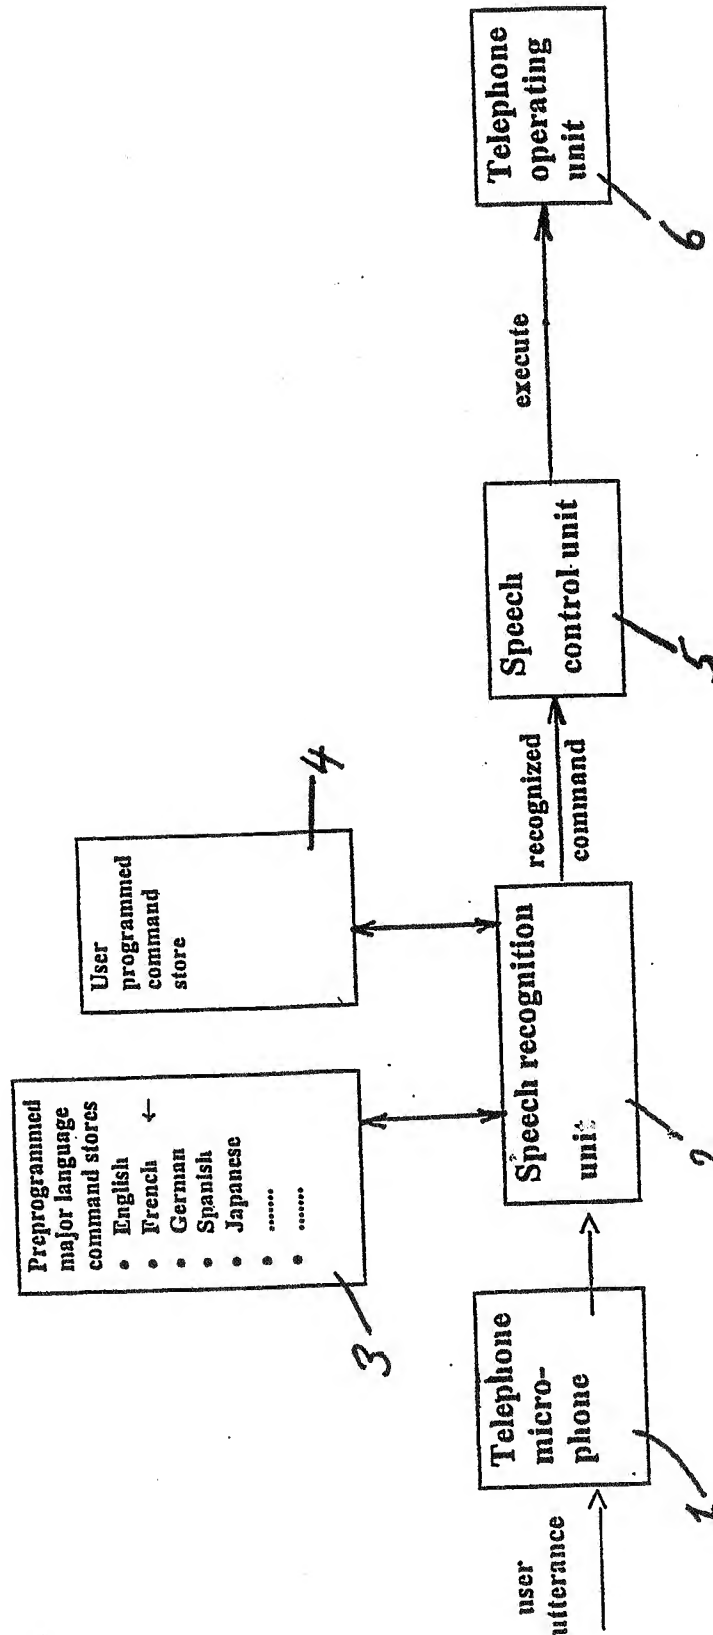 Preprogrammed
major language
command stores
• English
• French ←
• German
• Spanish
• Japanese
• .......
• .......
3
User
programmed
command
store
4
user
utterance
Telephone
micro-
phone
1
Speech recognition
unit
2
recognized
command
Speech
control unit
5
execute
Telephone
operating
unit
6